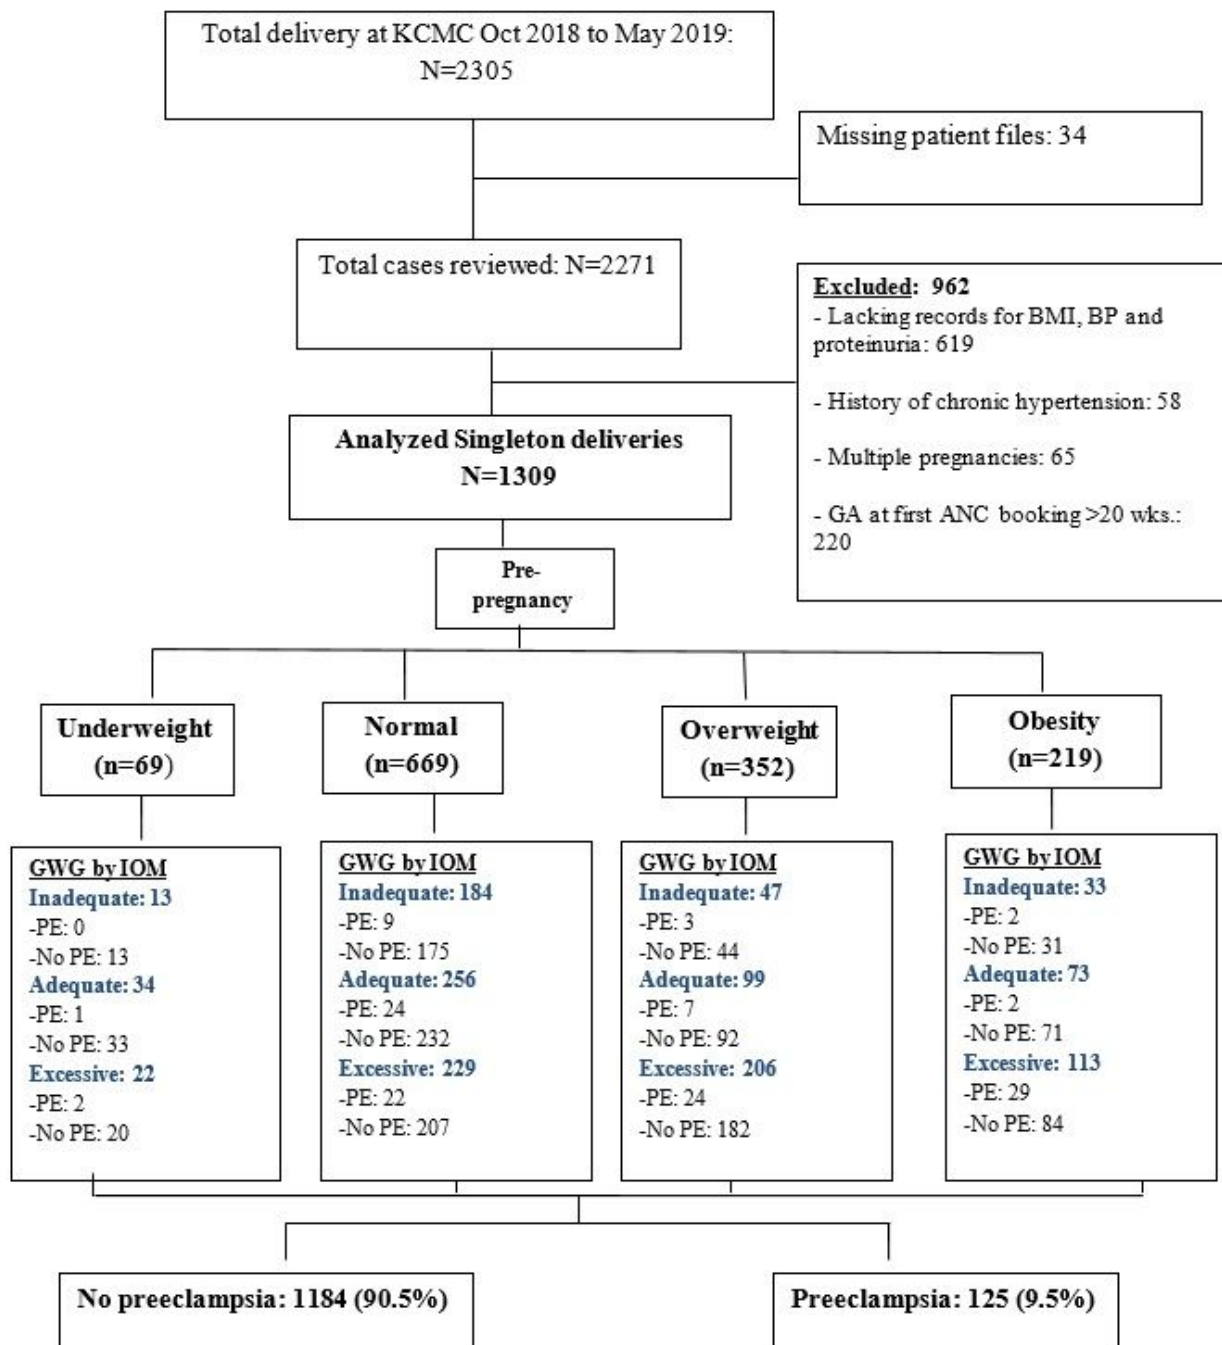 Total delivery at KCMC Oct 2018 to May 2019:
N=2305
Missing patient files: 34
Total cases reviewed: N=2271
Excluded: 962
- Lacking records for BMI, BP and
proteinuria: 619
- History of chronic hypertension: 58
- Multiple pregnancies: 65
- GA at first ANC booking >20 wks.:
220
Analyzed Singleton deliveries
N=1309
Pre-
pregnancy
Underweight
(n=69)
Normal
(n=669)
Overweight
(n=352)
Obesity
(n=219)
GWG by IOM
Inadequate: 13
-PE: 0
-No PE: 13
Adequate: 34
-PE: 1
-No PE: 33
Excessive: 22
-PE: 2
-No PE: 20
GWG by IOM
Inadequate: 184
-PE: 9
-No PE: 175
Adequate: 256
-PE: 24
-No PE: 232
Excessive: 229
-PE: 22
-No PE: 207
GWG by IOM
Inadequate: 47
-PE: 3
-No PE: 44
Adequate: 99
-PE: 7
-No PE: 92
Excessive: 206
-PE: 24
-No PE: 182
GWG by IOM
Inadequate: 33
-PE: 2
-No PE: 31
Adequate: 73
-PE: 2
-No PE: 71
Excessive: 113
-PE: 29
-No PE: 84
No preeclampsia: 1184 (90.5%)
Preeclampsia: 125 (9.5%)